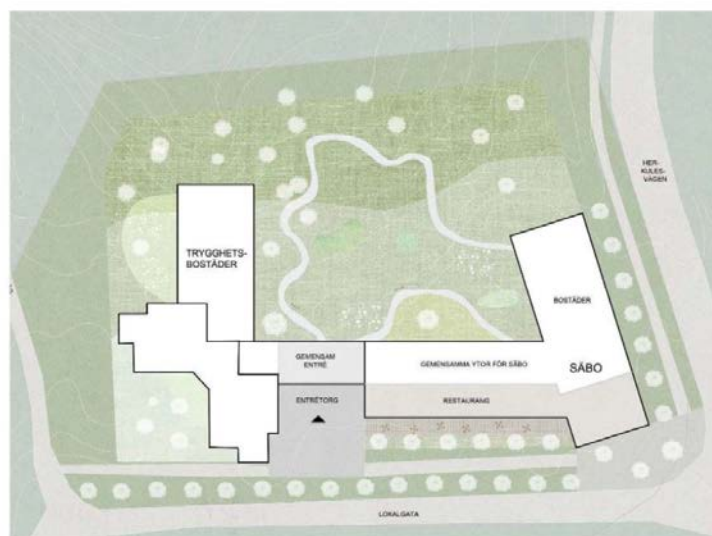 HER-
KULES-
VÄGEN
TRYGGHETS-
BOSTÄDER
BOSTÄDER
GEMENSAM
ENTRÉ
GEMENSAMMA YTOR FÖR SÄBO
SÄBO
ENTRÉTORG
RESTAURANG
LOKALGATA